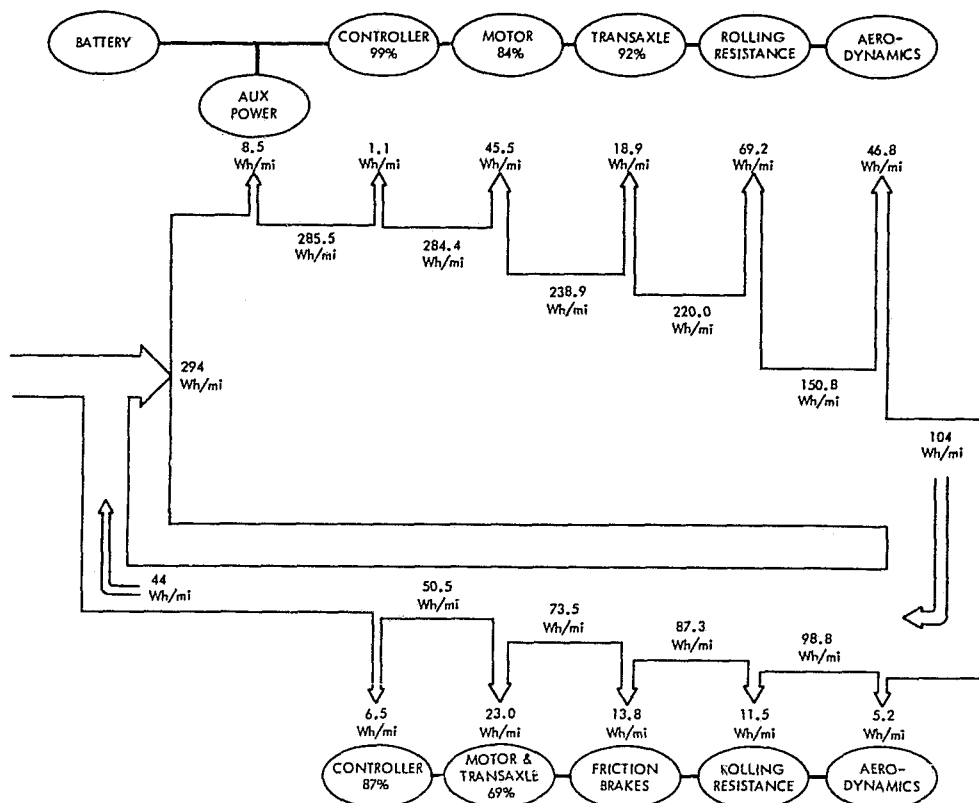 BATTERY
CONTROLLER
99%
MOTOR
84%
TRANSAXLE
92%
ROLLING
RESISTANCE
AERO-
DYNAMICS
AUX
POWER
8.5
Wh/mi
1.1
Wh/mi
45.5
Wh/mi
18.9
Wh/mi
69.2
Wh/mi
46.8
Wh/mi
285.5
Wh/mi
284.4
Wh/mi
238.9
Wh/mi
220.0
Wh/mi
294
Wh/mi
150.8
Wh/mi
104
Wh/mi
44
Wh/mi
50.5
Wh/mi
73.5
Wh/mi
87.3
Wh/mi
98.8
Wh/mi
6.5
Wh/mi
23.0
Wh/mi
13.8
Wh/mi
11.5
Wh/mi
5.2
Wh/mi
CONTROLLER
87%
MOTOR &
TRANSAXLE
69%
FRICTION
BRAKES
ROLLING
RESISTANCE
AERO-
DYNAMICS